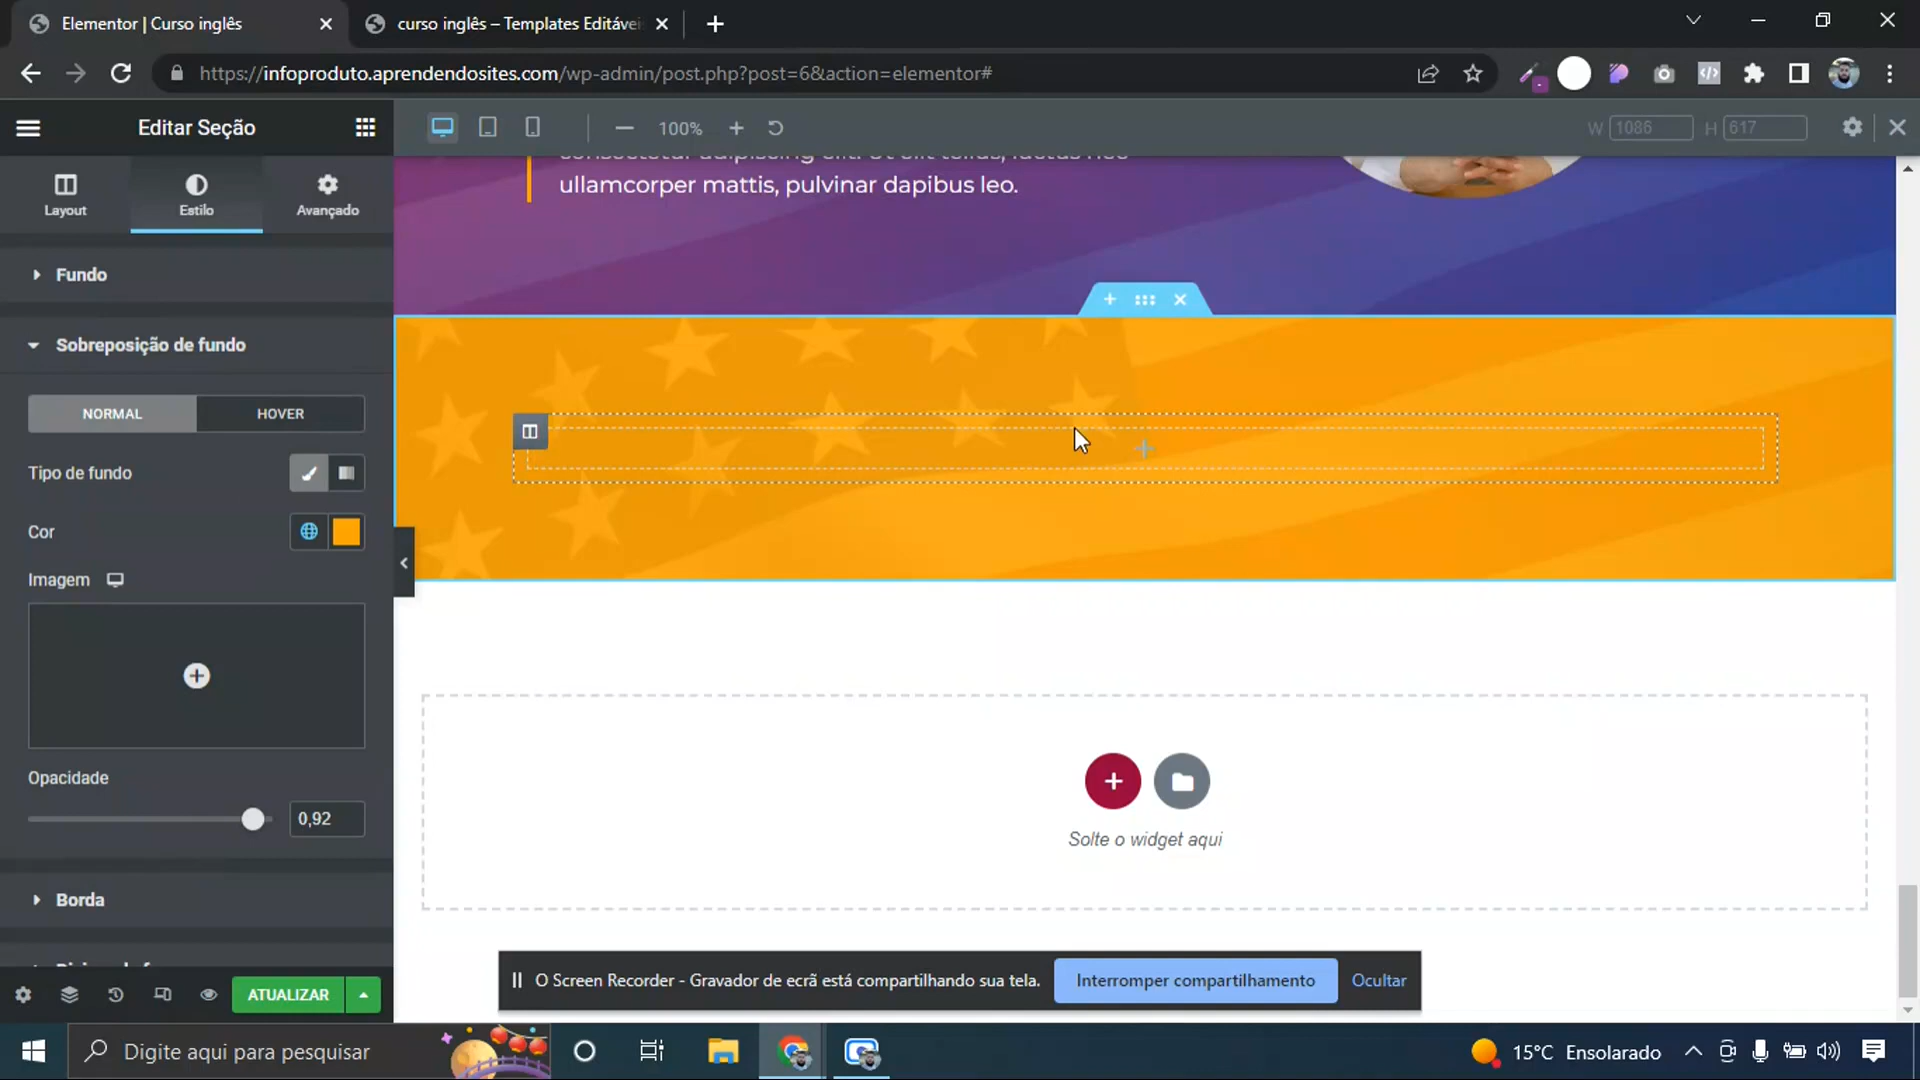 Elementor | Curso inglês
curso inglês – Templates Editávei
https://infoproduto.aprendendosites.com/wp-admin/post.php?post=6&action=elementor#
Editar Seção
100%
W 1086 H 617
Layout
Estilo
Avançado
ullamcorper mattis, pulvinar dapibus leo.
Fundo
Sobreposição de fundo
NORMAL
HOVER
Tipo de fundo
Cor
Imagem
Opacidade
0,92
Solte o widget aqui
Borda
ATUALIZAR
O Screen Recorder - Gravador de ecrã está compartilhando sua tela.
Interromper compartilhamento
Ocultar
Digite aqui para pesquisar
15°C Ensolarado